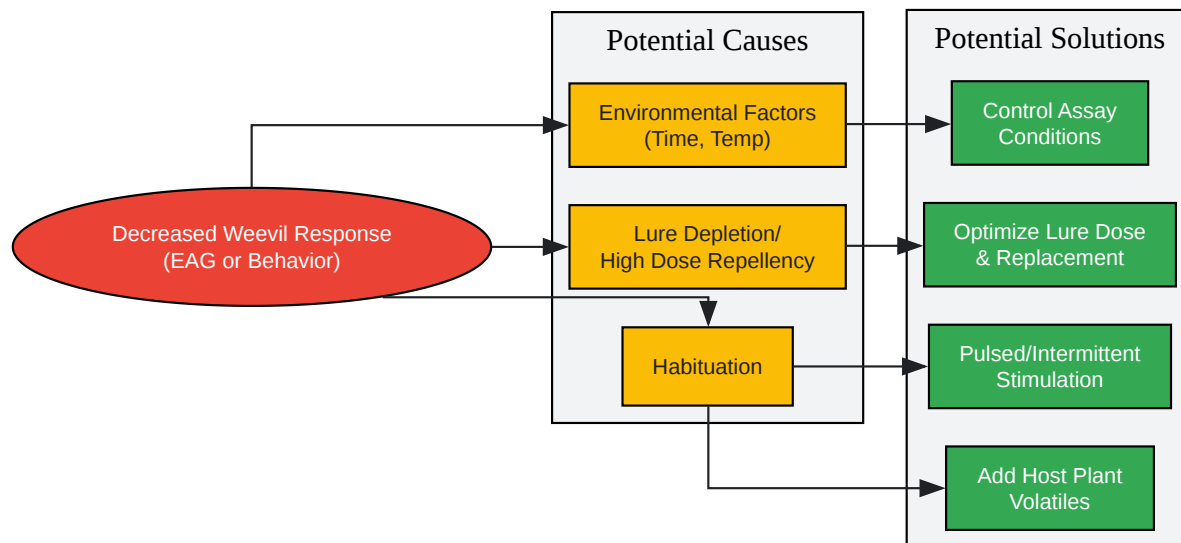 Potential Causes
Potential Solutions
Environmental Factors
(Time, Temp)
Control Assay
Conditions
Decreased Weevil Response
(EAG or Behavior)
Lure Depletion/
High Dose Repellency
Optimize Lure Dose
& Replacement
Habituation
Pulsed/Intermittent
Stimulation
Add Host Plant
Volatiles